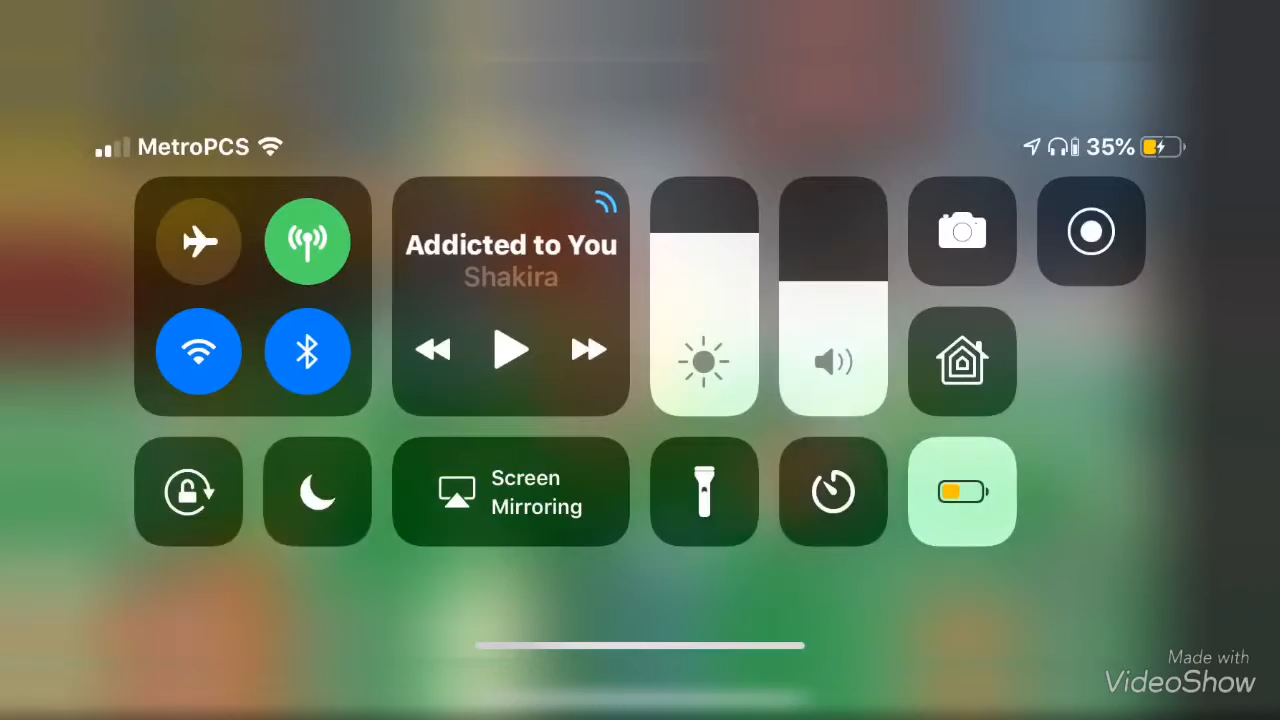 MetroPCS
35%
Addicted to You
Shakira
Screen
Mirroring
Made with
VideoShow